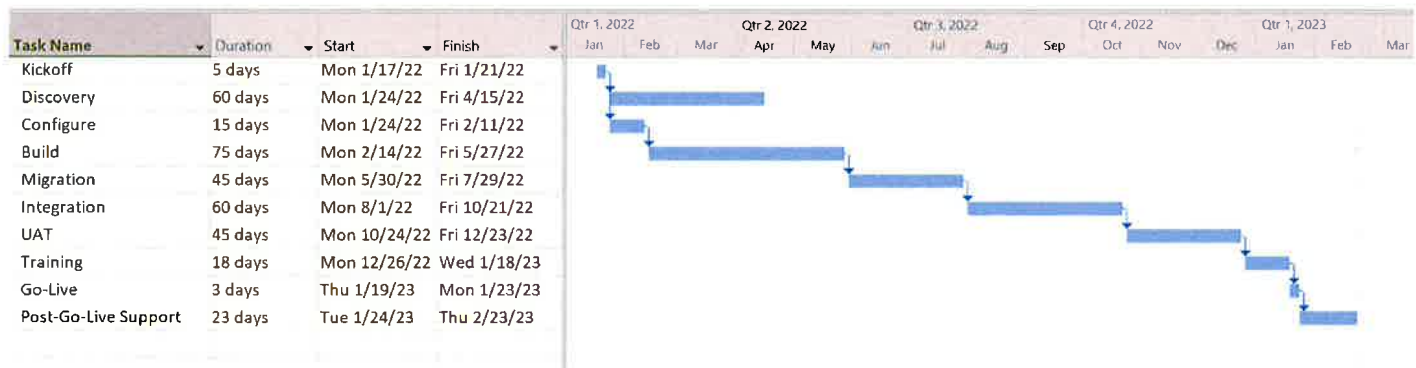 Qtr 1, 2022 Qtr 2, 2022 Qtr 3, 2022 Qtr 4, 2022 Qtr 1, 2023
Task Name Duration Start Finish Jan Feb Mar Apr May Jun Jul Aug Sep Oct Nov Dec Jan Feb Mar
Kickoff 5 days Mon 1/17/22 Fri 1/21/22
Discovery 60 days Mon 1/24/22 Fri 4/15/22
Configure 15 days Mon 1/24/22 Fri 2/11/22
Build 75 days Mon 2/14/22 Fri 5/27/22
Migration 45 days Mon 5/30/22 Fri 7/29/22
Integration 60 days Mon 8/1/22 Fri 10/21/22
UAT 45 days Mon 10/24/22 Fri 12/23/22
Training 18 days Mon 12/26/22 Wed 1/18/23
Go-Live 3 days Thu 1/19/23 Mon 1/23/23
Post-Go-Live Support 23 days Tue 1/24/23 Thu 2/23/23